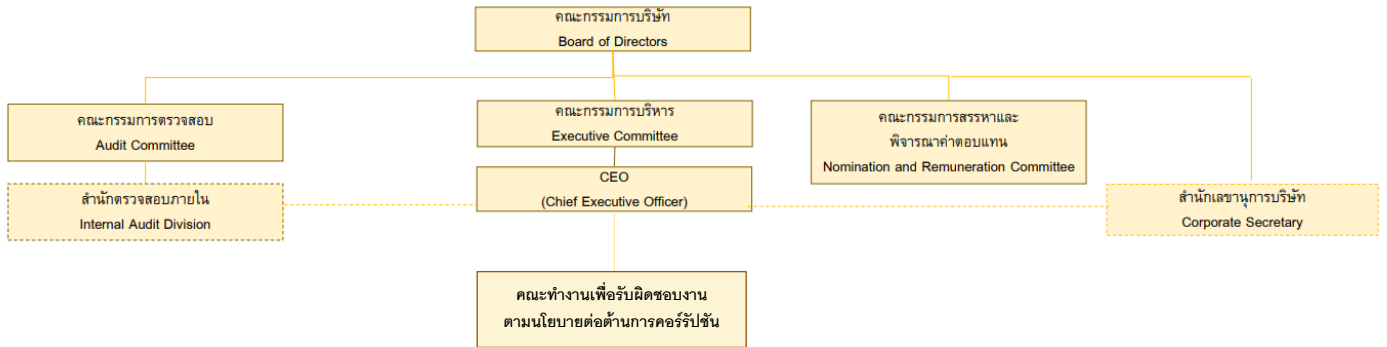 คณะกรรมการบริษัท
Board of Directors
คณะกรรมการตรวจสอบ
Audit Committee
คณะกรรมการบริหาร
Executive Committee
คณะกรรมการสรรหาและ
พิจารณาค่าตอบแทน
Nomination and Remuneration Committee
CEO
(Chief Executive Officer)
สำนักตรวจสอบภายใน
Internal Audit Division
สำนักเลขานุการบริษัท
Corporate Secretary
คณะทำงานเพื่อรับผิดชอบงาน
ตามนโยบายต่อต้านการคอร์รัปชัน